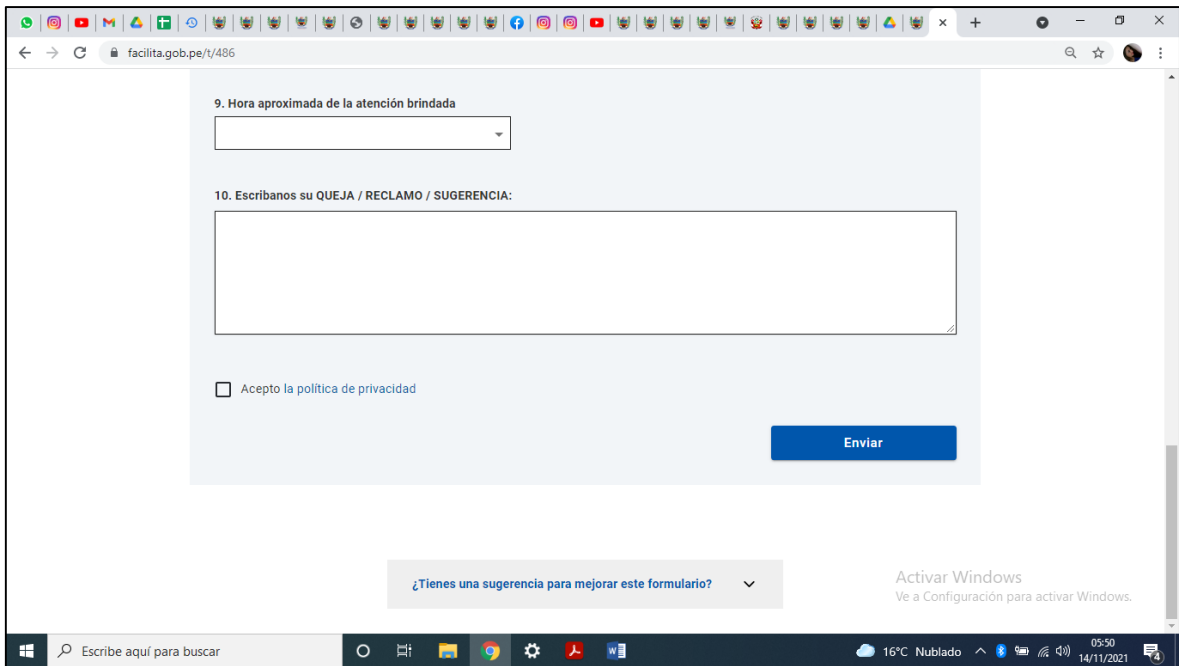 facilita.gob.pe/t/486
9. Hora aproximada de la atención brindada
10. Escribanos su QUEJA / RECLAMO / SUGERENCIA:
Acepto la política de privacidad
Enviar
¿Tienes una sugerencia para mejorar este formulario?
Activar Windows
Ve a Configuración para activar Windows.
Escribe aquí para buscar
16°C Nublado
05:50
14/11/2021
4